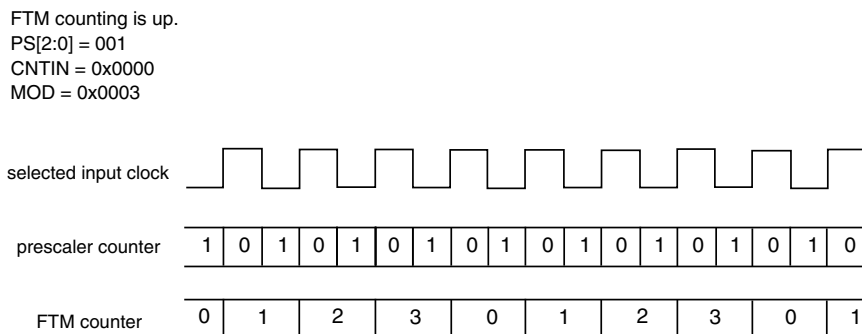 FTM counting is up.
PS[2:0] = 001
CNTIN = 0x0000
MOD = 0x0003
selected input clock
prescaler counter 1 0 1 0 1 0 1 0 1 0 1 0 1 0 1 0 1 0
FTM counter 0 1 2 3 0 1 2 3 0 1